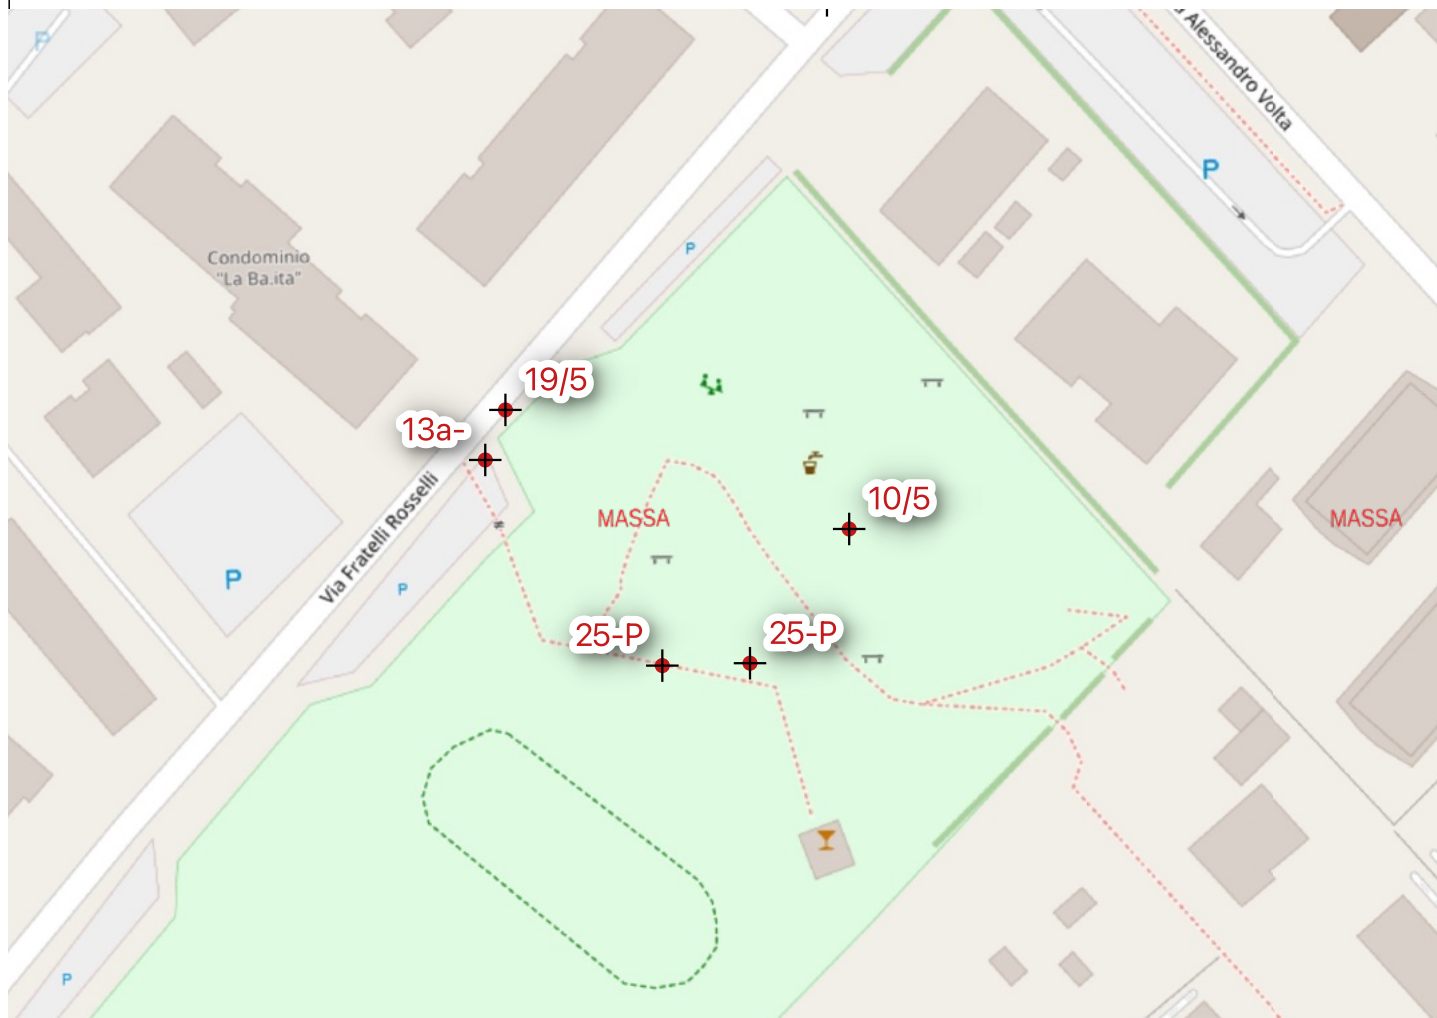 P
Alessandro Volta
P
P
Condominio
"La Ba.ita"
19/5
13a-
10/5
MASSA
MASSA
Via Fratelli Rosselli
P
P
25-P
25-P
P